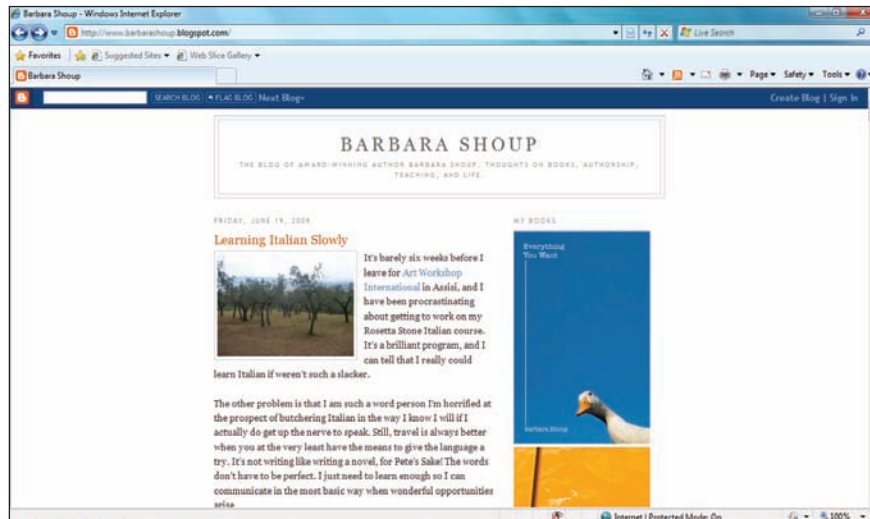 Barbara Shoup - Windows Internet Explorer
http://www.barbarashoup.blogspot.com/
Live Search
Favorites
Suggested Sites
Web Slice Gallery
Barbara Shoup
Page
Safety
Tools
SEARCH BLOG
FLAG BLOG
Next Blog»
Create Blog | Sign In
BARBARA SHOUP
THE BLOG OF AWARD-WINNING AUTHOR BARBARA SHOUP. THOUGHTS ON BOOKS, AUTHORSHIP,
TEACHING, AND LIFE.
FRIDAY, JUNE 19, 2009
Learning Italian Slowly
It's barely six weeks before I
leave for Art Workshop
International in Assisi, and I
have been procrastinating
about getting to work on my
Rosetta Stone Italian course.
It's a brilliant program, and I
can tell that I really could
learn Italian if weren't such a slacker.
The other problem is that I am such a word person I'm horrified at
the prospect of butchering Italian in the way I know I will if I
actually do get up the nerve to speak. Still, travel is always better
when you at the very least have the means to give the language a
try. It's not writing like writing a novel, for Pete's Sake! The words
don't have to be perfect. I just need to learn enough so I can
communicate in the most basic way when wonderful opportunities
arise
MY BOOKS
Everything
You Want
Barbara Shoup
Internet | Protected Mode: On
100%